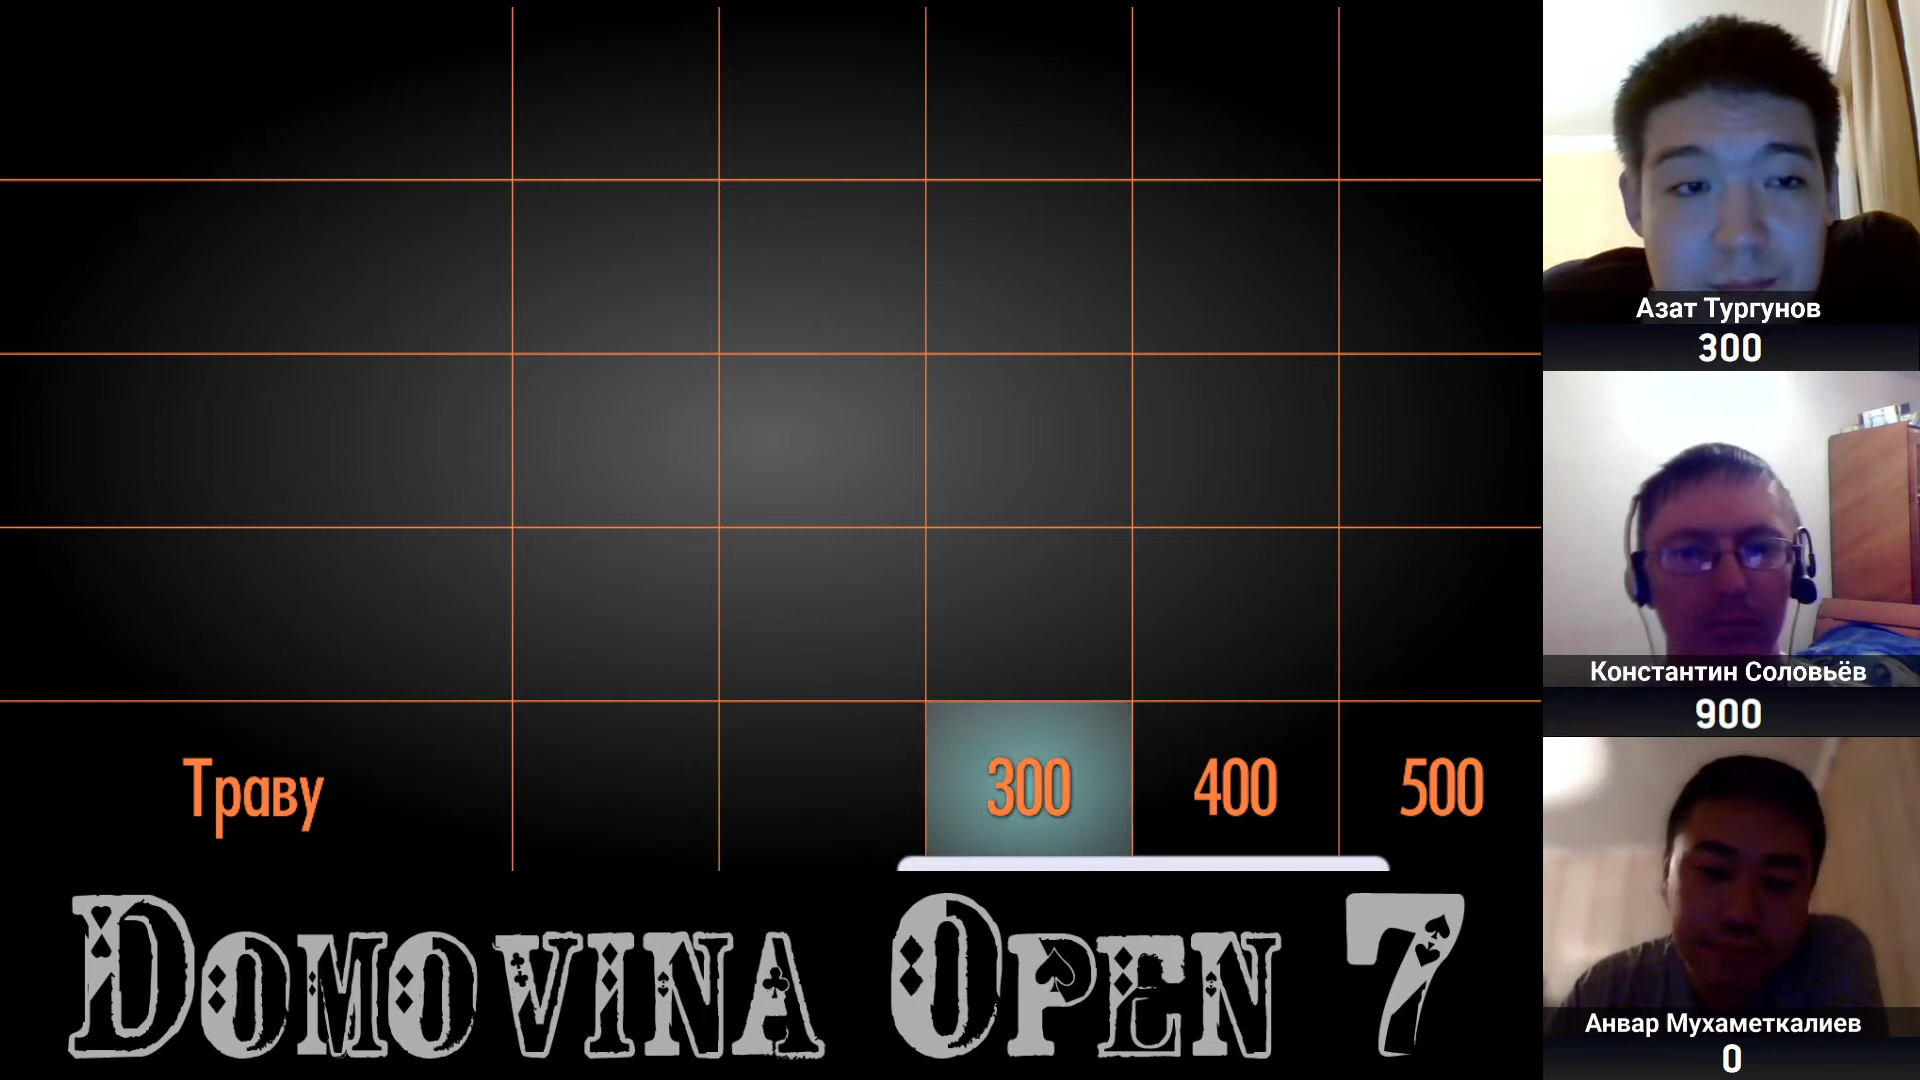 Траву 300 400 500
DOMOVINA OPEN 7
Азат Тургунов
300
Константин Соловьёв
900
Анвар Мухаметкалиев
0